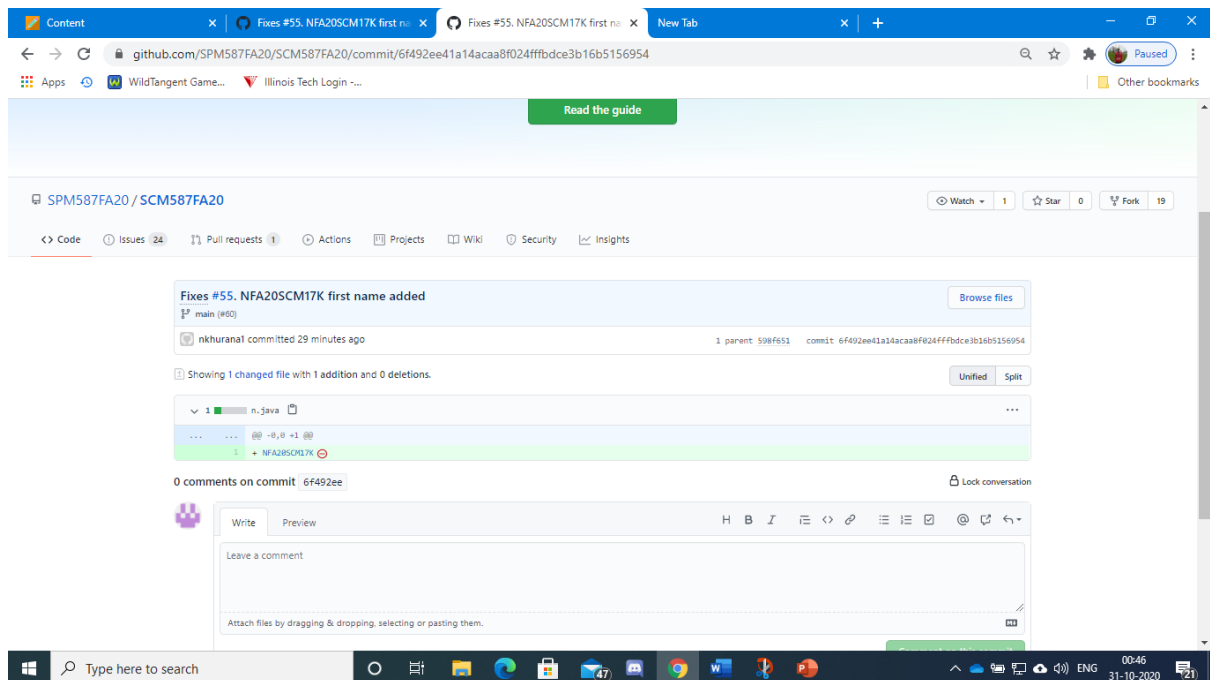 Content
Fixes #55. NFA20SCM17K first na
Fixes #55. NFA20SCM17K first na
New Tab
github.com/SPM587FA20/SCM587FA20/commit/6f492ee41a14acaa8f024fffbdce3b16b5156954
Paused
Apps
WildTangent Game...
Illinois Tech Login -...
Other bookmarks
Read the guide
SPM587FA20 / SCM587FA20
Watch 1
Star 0
Fork 19
<> Code
Issues 24
Pull requests 1
Actions
Projects
Wiki
Security
Insights
Fixes #55. NFA20SCM17K first name added
Browse files
main (#60)
nkhurana1 committed 29 minutes ago
1 parent 598f651 commit 6f492ee41a14acaa8f024fffbdce3b16b5156954
Showing 1 changed file with 1 addition and 0 deletions.
Unified Split
1 n.java ...
... ... @@ -0,0 +1 @@
1 + NFA20SCM17K
0 comments on commit 6f492ee
Lock conversation
Write Preview
H B I
Leave a comment
Attach files by dragging & dropping, selecting or pasting them.
Type here to search
47
ENG
00:46
31-10-2020
21